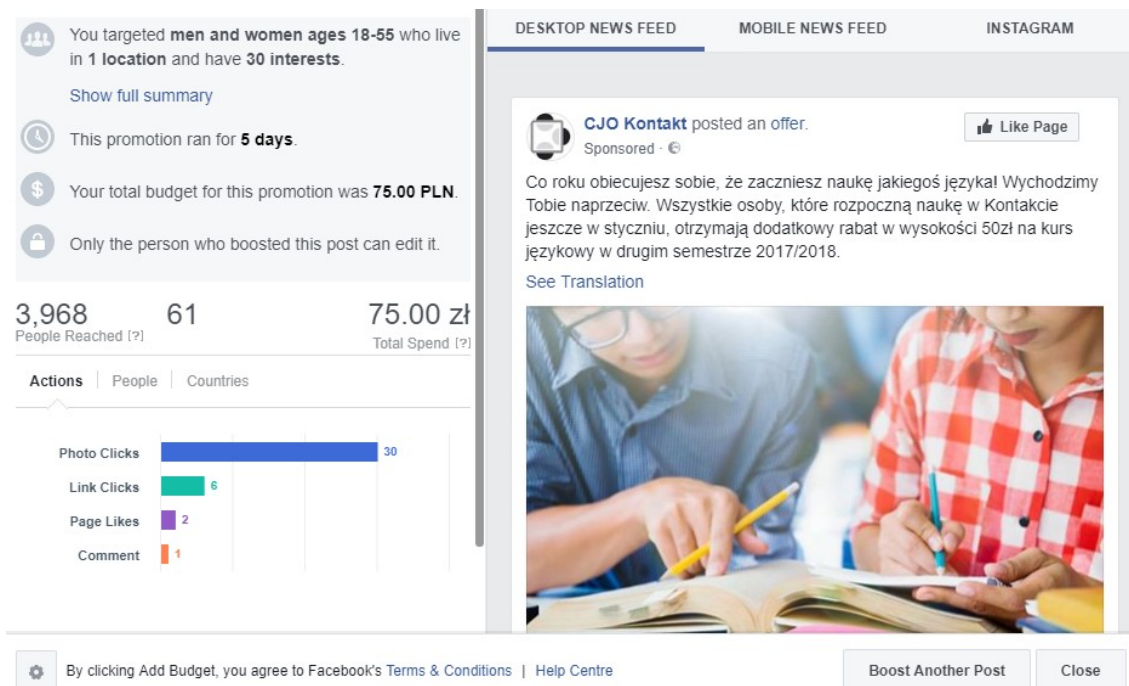 You targeted men and women ages 18-55 who live
in 1 location and have 30 interests.
Show full summary
This promotion ran for 5 days.
Your total budget for this promotion was 75.00 PLN.
Only the person who boosted this post can edit it.
3,968
People Reached [?]
61
75.00 zł
Total Spend [?]
Actions
People
Countries
Photo Clicks 30
Link Clicks 6
Page Likes 2
Comment 1
DESKTOP NEWS FEED
MOBILE NEWS FEED
INSTAGRAM
CJO Kontakt posted an offer.
Sponsored ·
Like Page
Co roku obiecujesz sobie, że zaczniesz naukę jakiegoś języka! Wychodzimy
Tobie naprzeciw. Wszystkie osoby, które rozpoczną naukę w Kontakcie
jeszcze w styczniu, otrzymają dodatkowy rabat w wysokości 50zł na kurs
językowy w drugim semestrze 2017/2018.
See Translation
By clicking Add Budget, you agree to Facebook's Terms & Conditions | Help Centre
Boost Another Post
Close